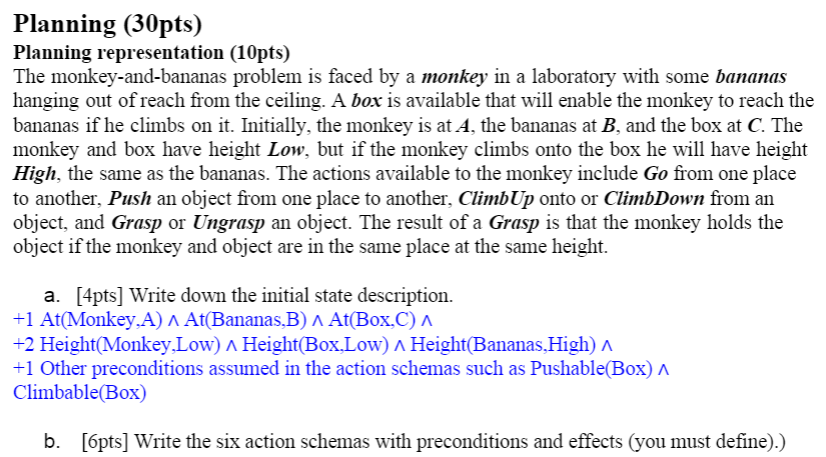 Planning (30pts)
Planning representation (10pts)
The monkey-and-bananas problem is faced by a monkey in a laboratory with some bananas
hanging out of reach from the ceiling. A box is available that will enable the monkey to reach the
bananas if he climbs on it. Initially, the monkey is at A, the bananas at B, and the box at C. The
monkey and box have height Low, but if the monkey climbs onto the box he will have height
High, the same as the bananas. The actions available to the monkey include Go from one place
to another, Push an object from one place to another, ClimbUp onto or ClimbDown from an
object, and Grasp or Ungrasp an object. The result of a Grasp is that the monkey holds the
object if the monkey and object are in the same place at the same height.
a. [4pts] Write down the initial state description.
+1 At(Monkey,A) ∧ At(Bananas,B) ∧ At(Box,C) ∧
+2 Height(Monkey,Low) ∧ Height(Box,Low) ∧ Height(Bananas,High) ∧
+1 Other preconditions assumed in the action schemas such as Pushable(Box) ∧
Climbable(Box)
b. [6pts] Write the six action schemas with preconditions and effects (you must define).)